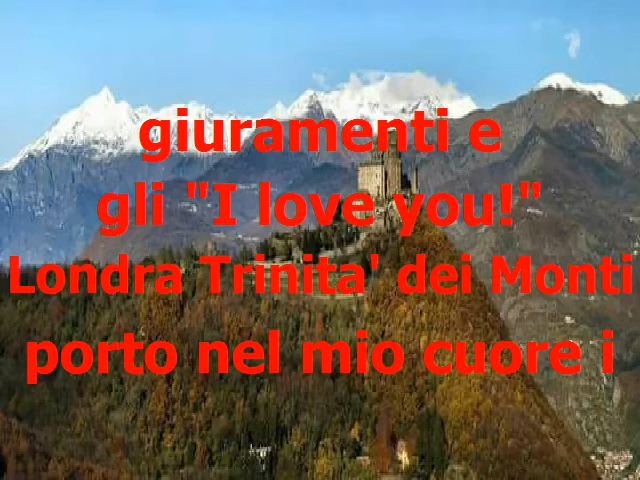 giuramenti e
gli "I love you!"
Londra Trinita' dei Monti
porto nel mio cuore i